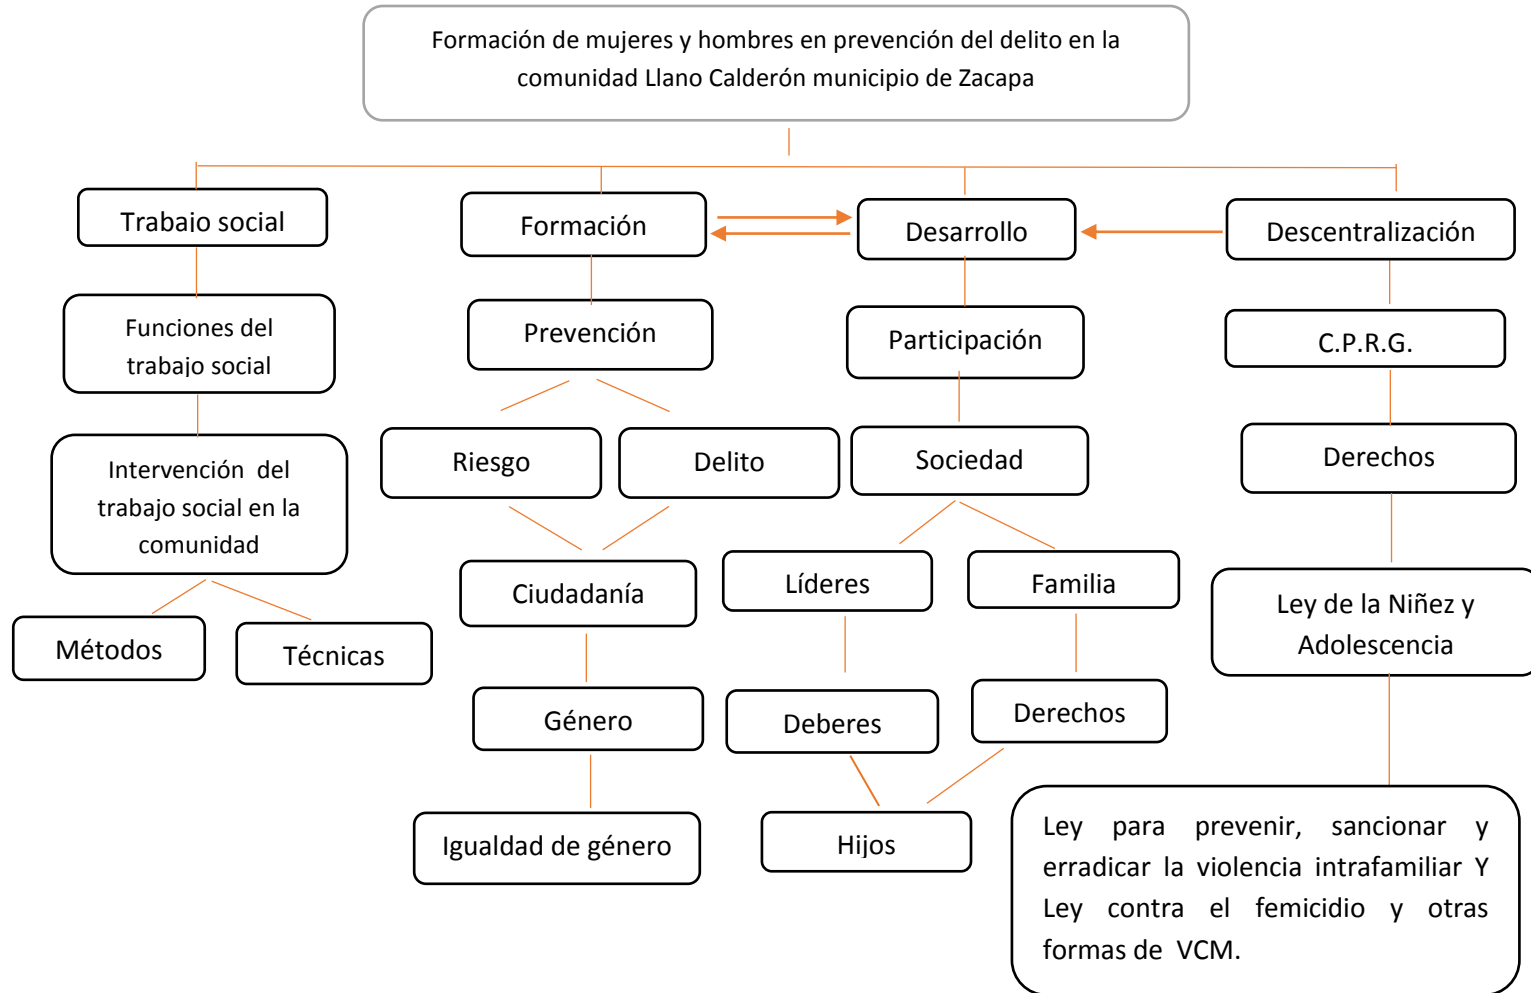 Formación de mujeres y hombres en prevención del delito en la
comunidad Llano Calderón municipio de Zacapa
Trabajo social
Formación
Desarrollo
Descentralización
Funciones del
trabajo social
Prevención
Participación
C.P.R.G.
Intervención del
trabajo social en la
comunidad
Riesgo
Delito
Sociedad
Derechos
Métodos
Técnicas
Ciudadanía
Líderes
Familia
Ley de la Niñez y
Adolescencia
Género
Deberes
Derechos
Igualdad de género
Hijos
Ley para prevenir, sancionar y
erradicar la violencia intrafamiliar Y
Ley contra el femicidio y otras
formas de VCM.